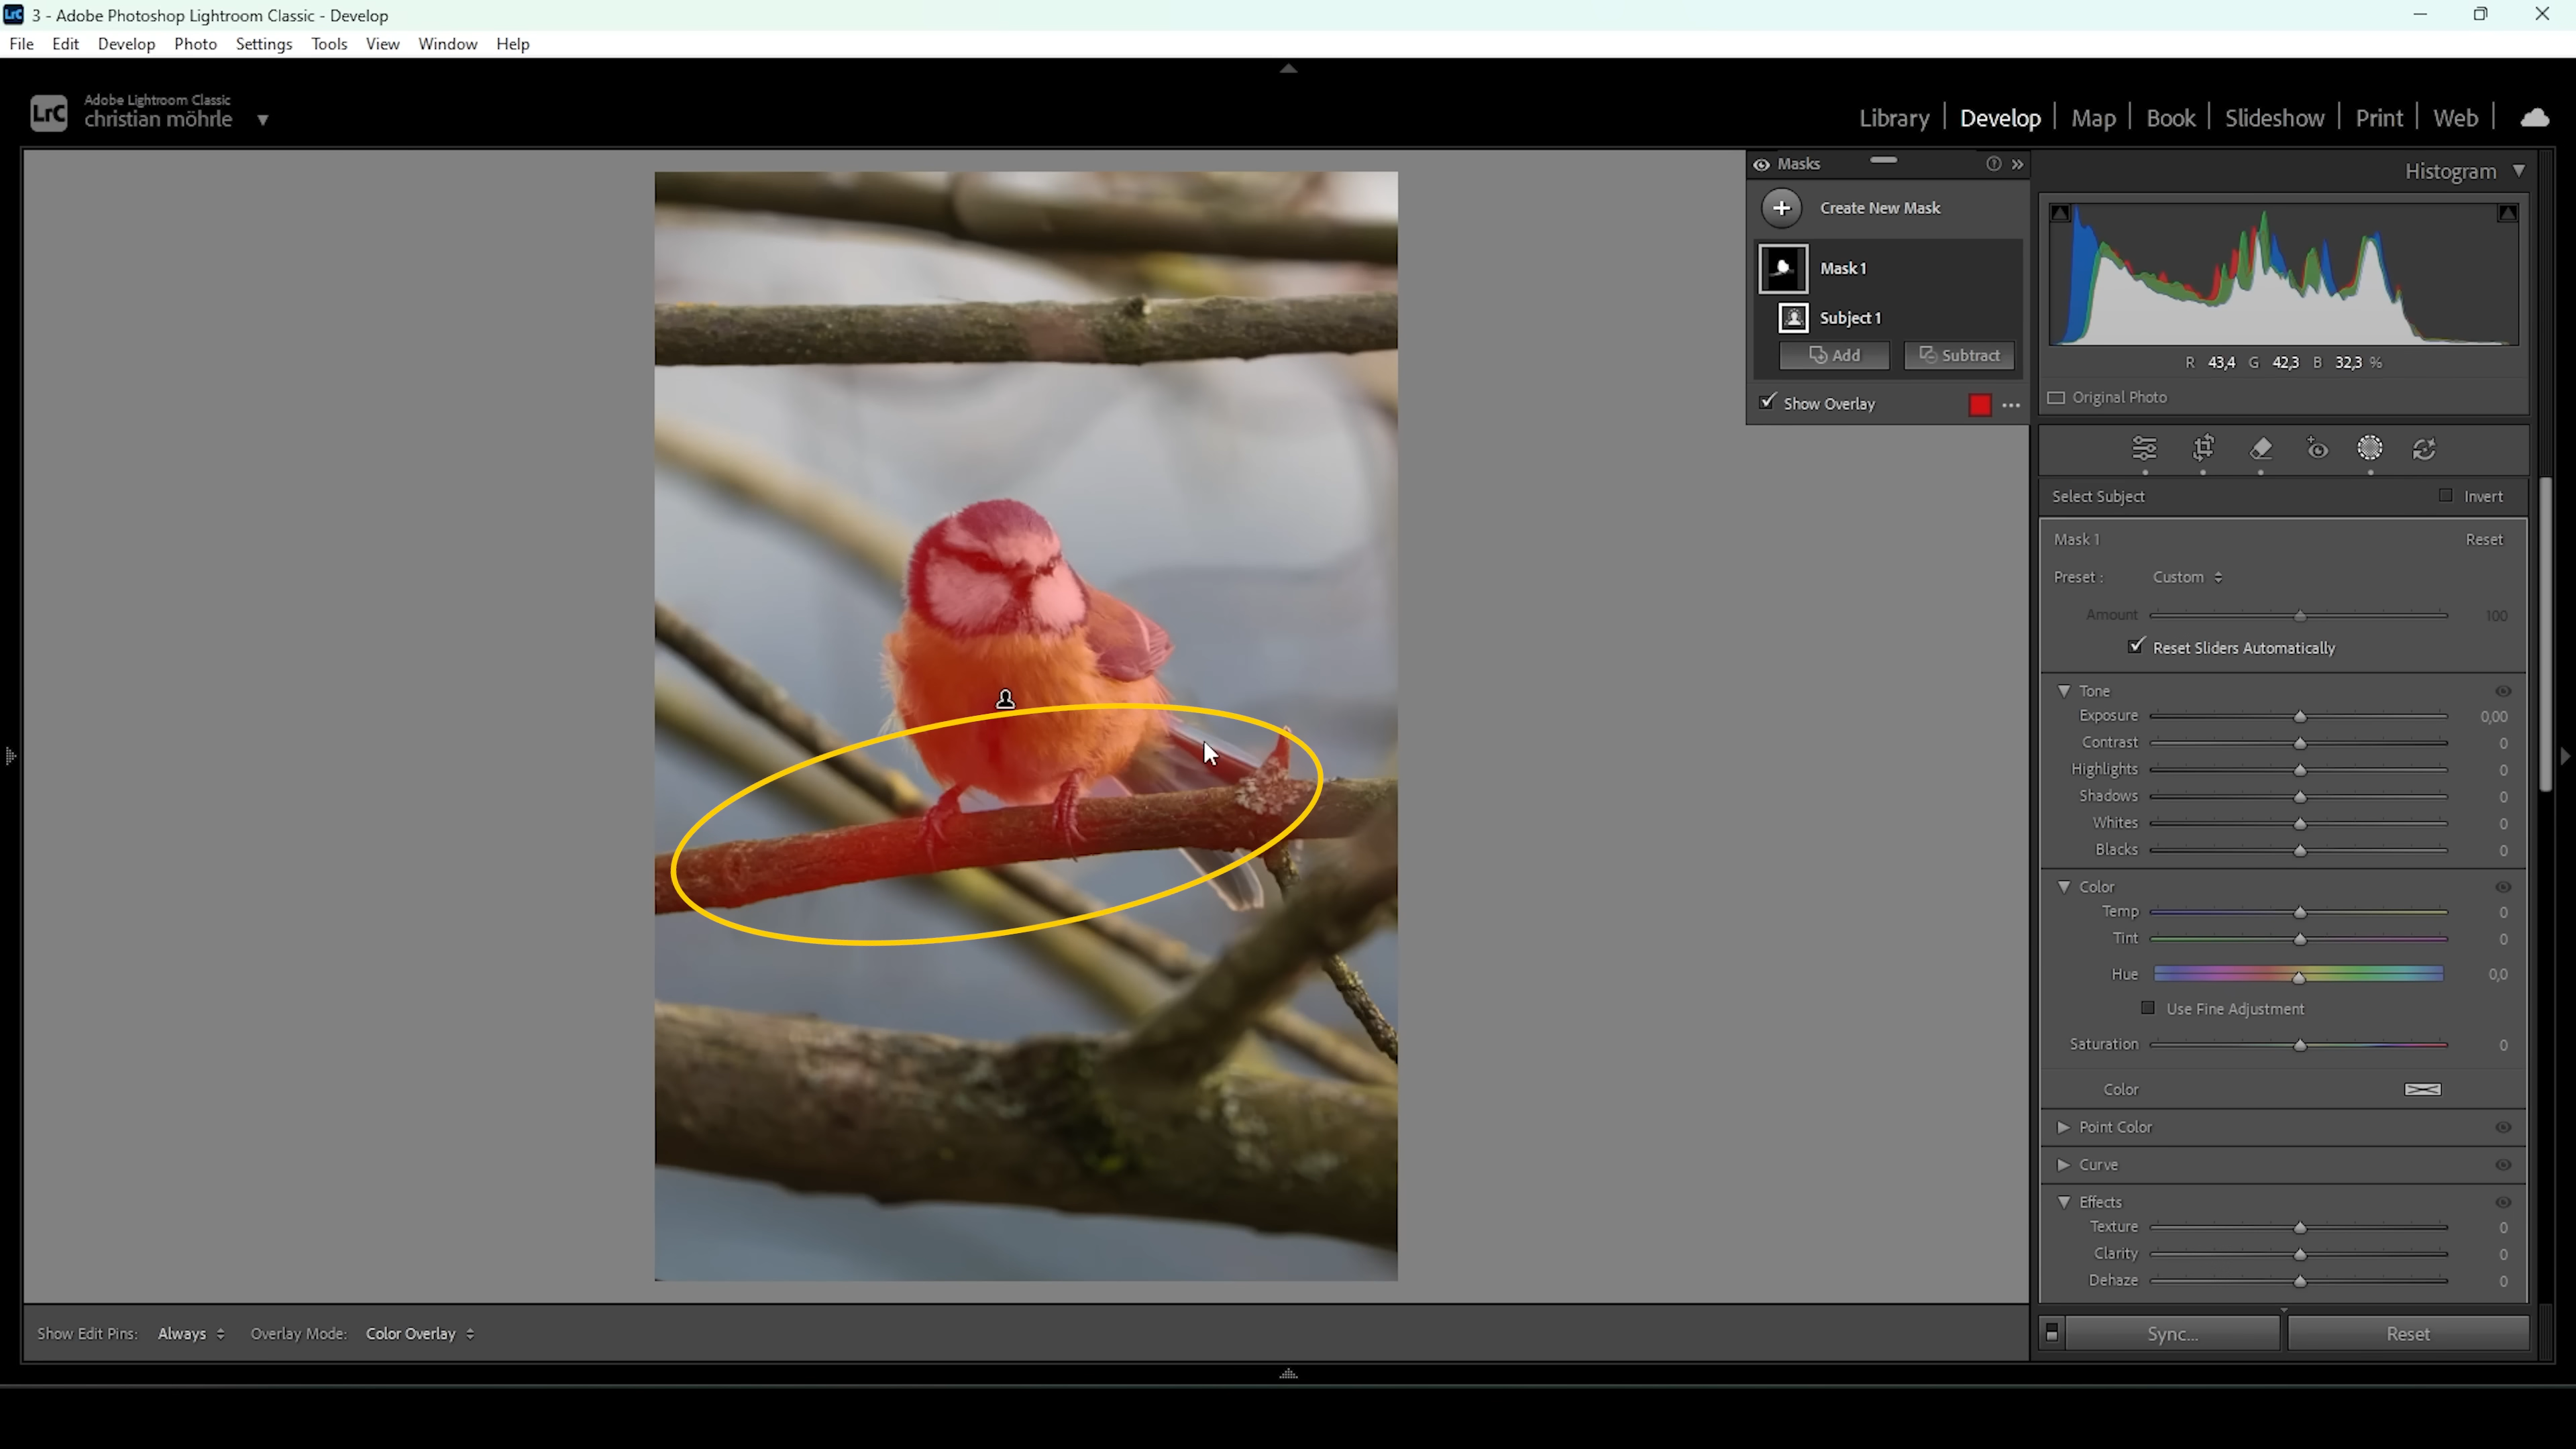 LrC 3 - Adobe Photoshop Lightroom Classic - Develop
File Edit Develop Photo Settings Tools View Window Help
LrC
Adobe Lightroom Classic
christian möhrle
Library | Develop | Map | Book | Slideshow | Print | Web |
Masks
Create New Mask
Mask 1
Subject 1
Add Subtract
Show Overlay
Histogram
R 43,4 G 42,3 B 32,3 %
Original Photo
Select Subject Invert
Mask 1 Reset
Preset : Custom
Amount 100
Reset Sliders Automatically
Tone
Exposure 0,00
Contrast 0
Highlights 0
Shadows 0
Whites 0
Blacks 0
Color
Temp 0
Tint 0
Hue 0,0
Use Fine Adjustment
Saturation 0
Color
Point Color
Curve
Effects
Texture 0
Clarity 0
Dehaze 0
Show Edit Pins: Always Overlay Mode: Color Overlay
Sync... Reset